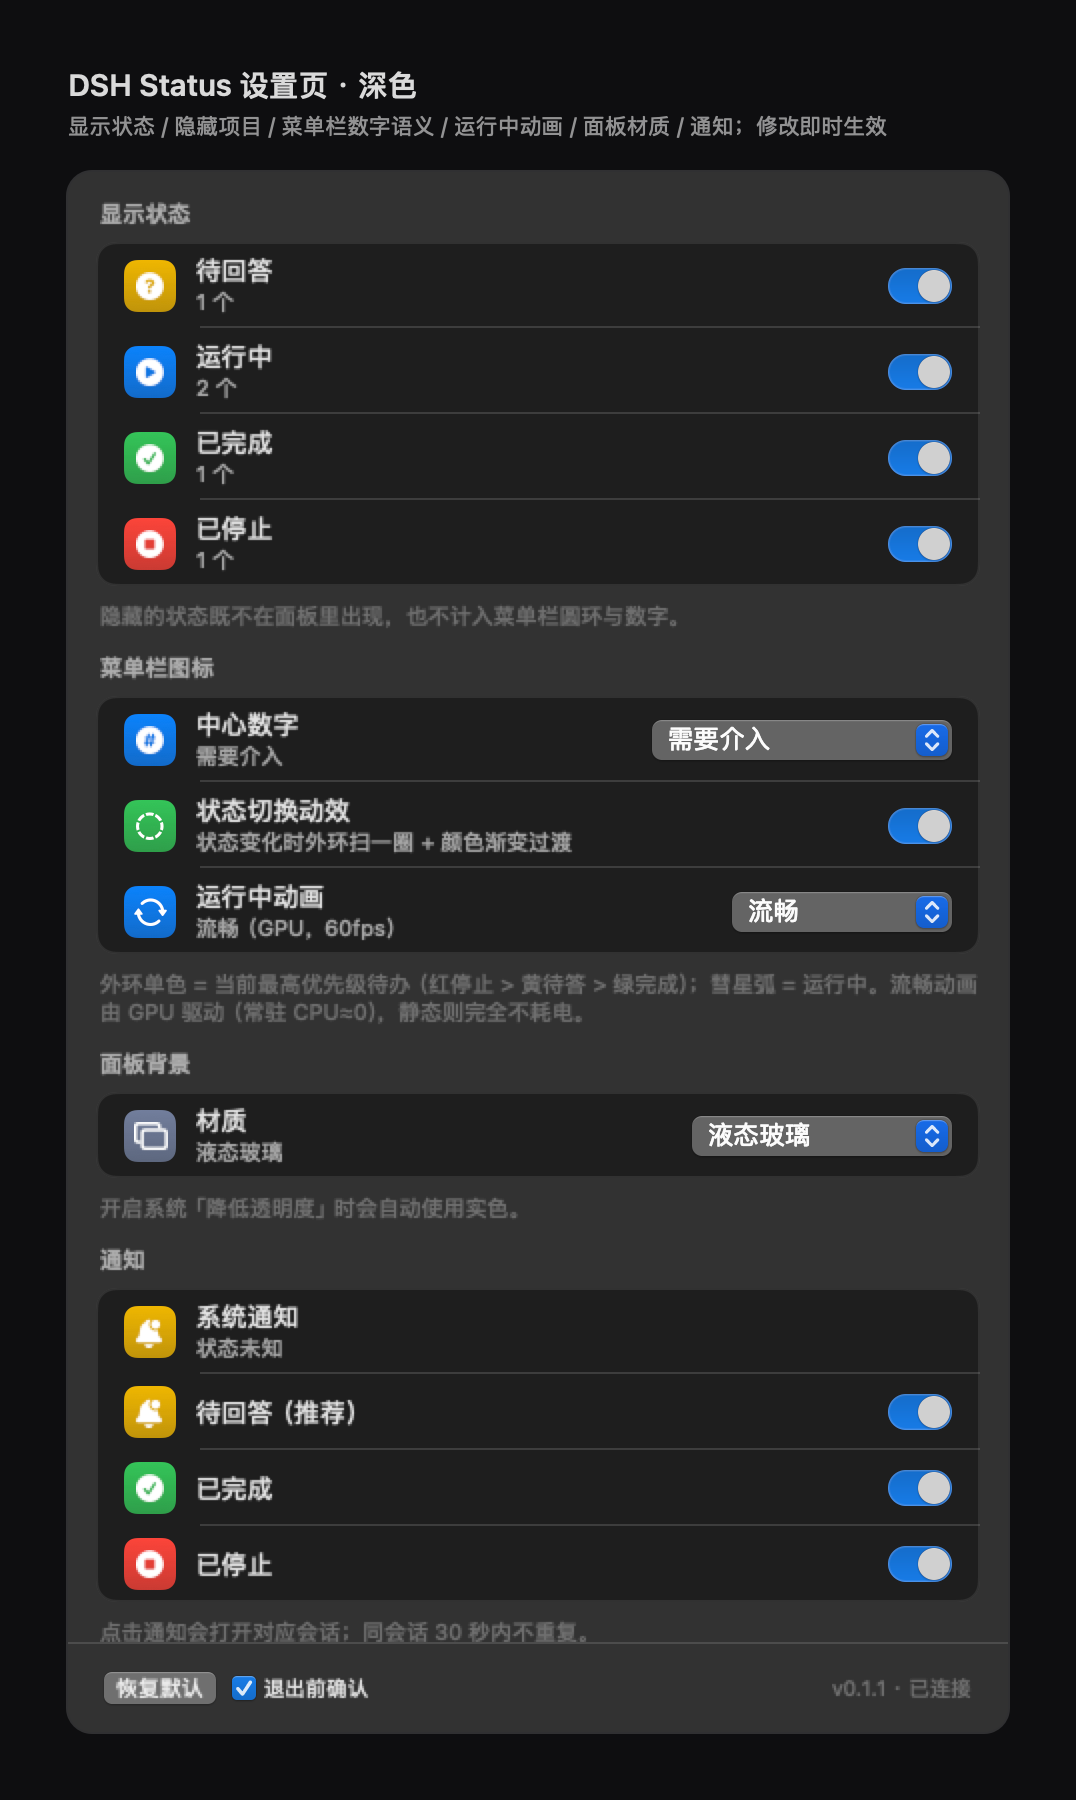 DSH Status 设置页 · 深色
显示状态 / 隐藏项目 / 菜单栏数字语义 / 运行中动画 / 面板材质 / 通知；修改即时生效
显示状态
待回答
1 个
运行中
2 个
已完成
1 个
已停止
1 个
隐藏的状态既不在面板里出现，也不计入菜单栏圆环与数字。
菜单栏图标
中心数字
需要介入
需要介入
状态切换动效
状态变化时外环扫一圈 + 颜色渐变过渡
运行中动画
流畅（GPU，60fps）
流畅
外环单色 = 当前最高优先级待办（红停止 > 黄待答 > 绿完成）；彗星弧 = 运行中。流畅动画
由 GPU 驱动（常驻 CPU≈0），静态则完全不耗电。
面板背景
材质
液态玻璃
液态玻璃
开启系统「降低透明度」时会自动使用实色。
通知
系统通知
状态未知
待回答（推荐）
已完成
已停止
点击通知会打开对应会话；同会话 30 秒内不重复。
恢复默认
退出前确认
v0.1.1 · 已连接